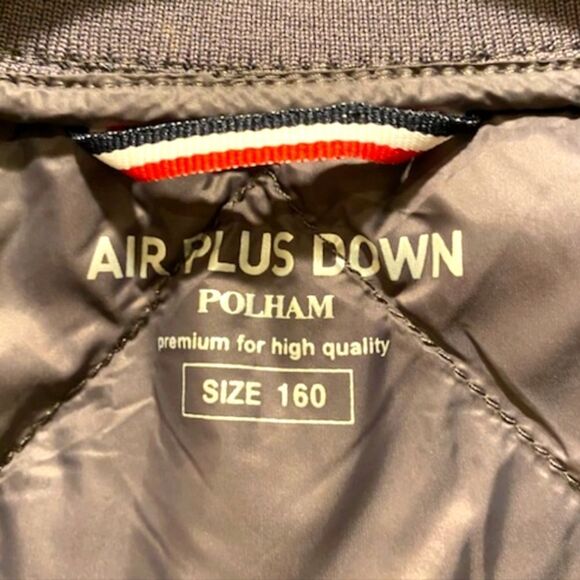 AIR PLUS DOWN
POLHAM
premium for high quality
SIZE 160